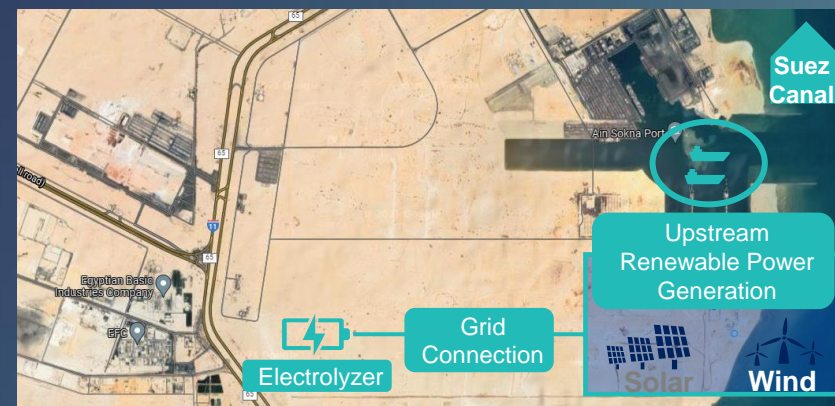 65
Suez
Canal
Ain Sokna Port
65
ilroad)
11
65
Upstream
Renewable Power
Generation
Egyptian Basic
Industries Company
EFC
Grid
Connection
Electrolyzer
Solar
Wind
65